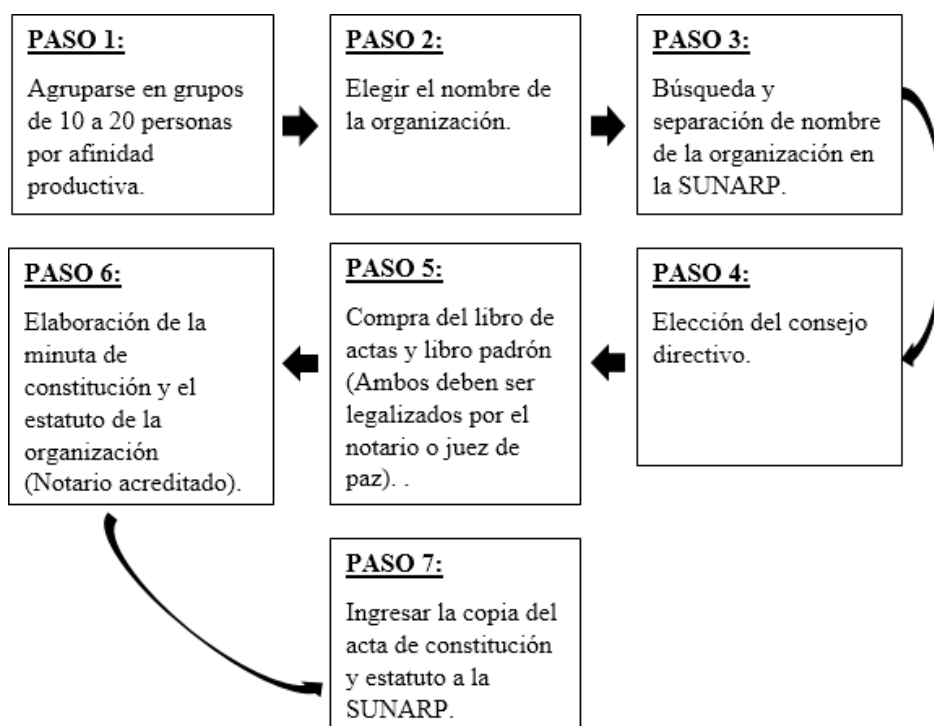 PASO 1:
Agruparse en grupos
de 10 a 20 personas
por afinidad
productiva.
PASO 2:
Elegir el nombre de
la organización.
PASO 3:
Búsqueda y
separación de nombre
de la organización en
la SUNARP.
PASO 4:
Elección del consejo
directivo.
PASO 5:
Compra del libro de
actas y libro padrón
(Ambos deben ser
legalizados por el
notario o juez de
paz). .
PASO 6:
Elaboración de la
minuta de
constitución y el
estatuto de la
organización
(Notario acreditado).
PASO 7:
Ingresar la copia del
acta de constitución
y estatuto a la
SUNARP.